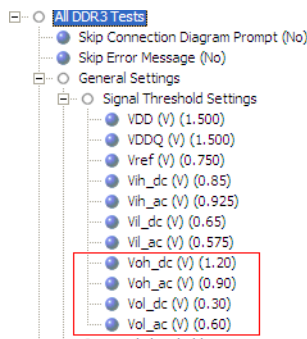 All DDR3 Tests
Skip Connection Diagram Prompt (No)
Skip Error Message (No)
General Settings
Signal Threshold Settings
VDD (V) (1.500)
VDDQ (V) (1.500)
Vref (V) (0.750)
Vih_dc (V) (0.85)
Vih_ac (V) (0.925)
Vil_dc (V) (0.65)
Vil_ac (V) (0.575)
Voh_dc (V) (1.20)
Voh_ac (V) (0.90)
Vol_dc (V) (0.30)
Vol_ac (V) (0.60)